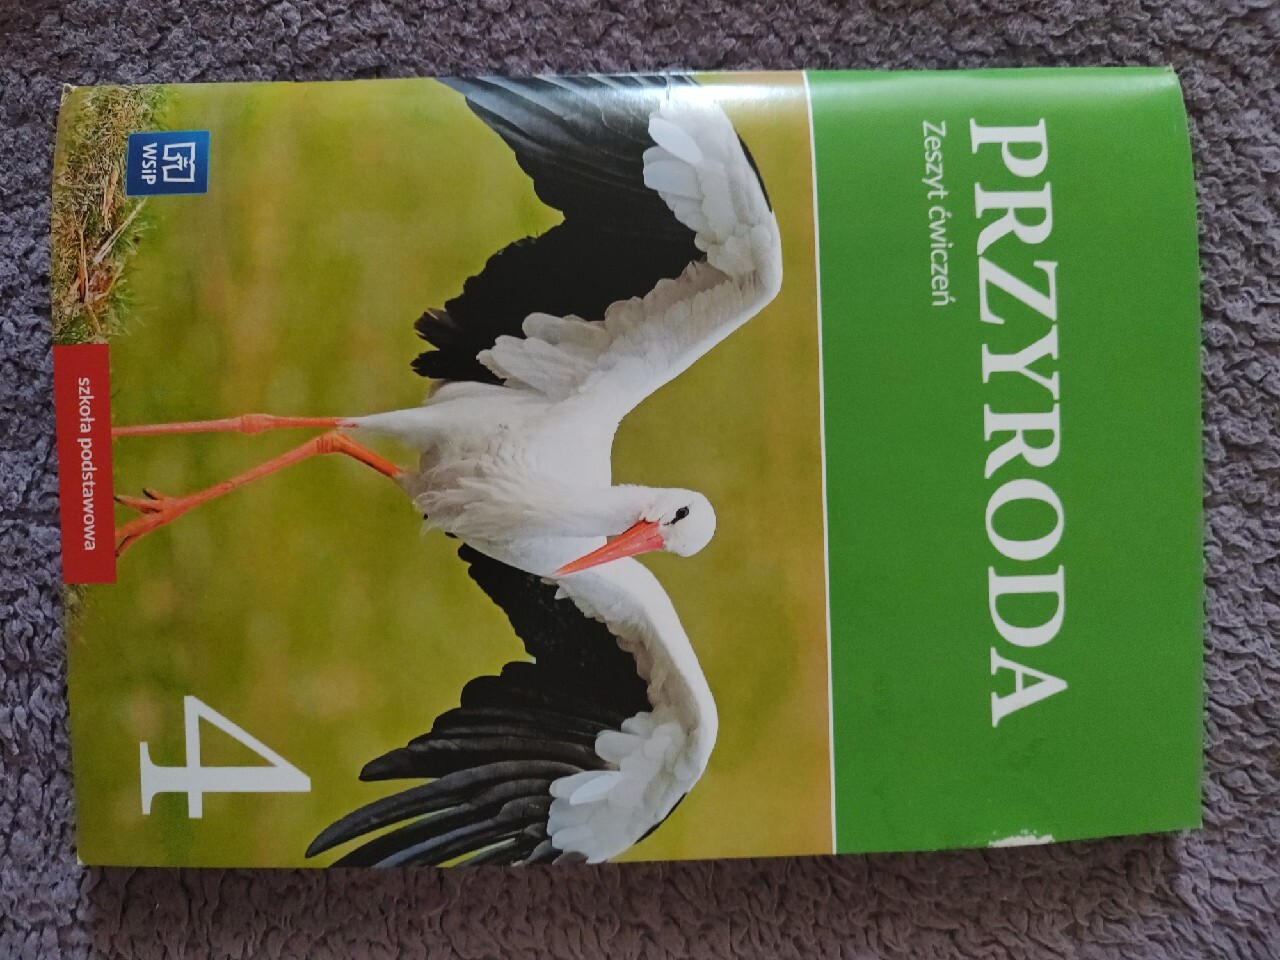 PRZYRODA
Zeszyt ćwiczeń
4
WSiP
szkoła podstawowa